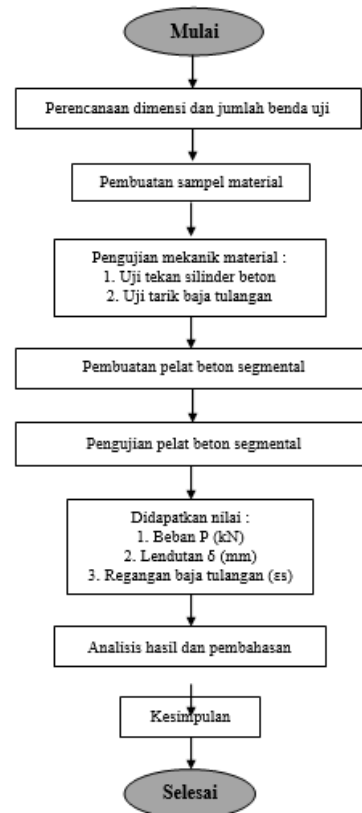 Mulai
Perencanaan dimensi dan jumlah benda uji
Pembuatan sampel material
Pengujian mekanik material :
1. Uji tekan silinder beton
2. Uji tarik baja tulangan
Pembuatan pelat beton segmental
Pengujian pelat beton segmental
Didapatkan nilai :
1. Beban P (kN)
2. Lendutan δ (mm)
3. Regangan baja tulangan (εs)
Analisis hasil dan pembahasan
Kesimpulan
Selesai